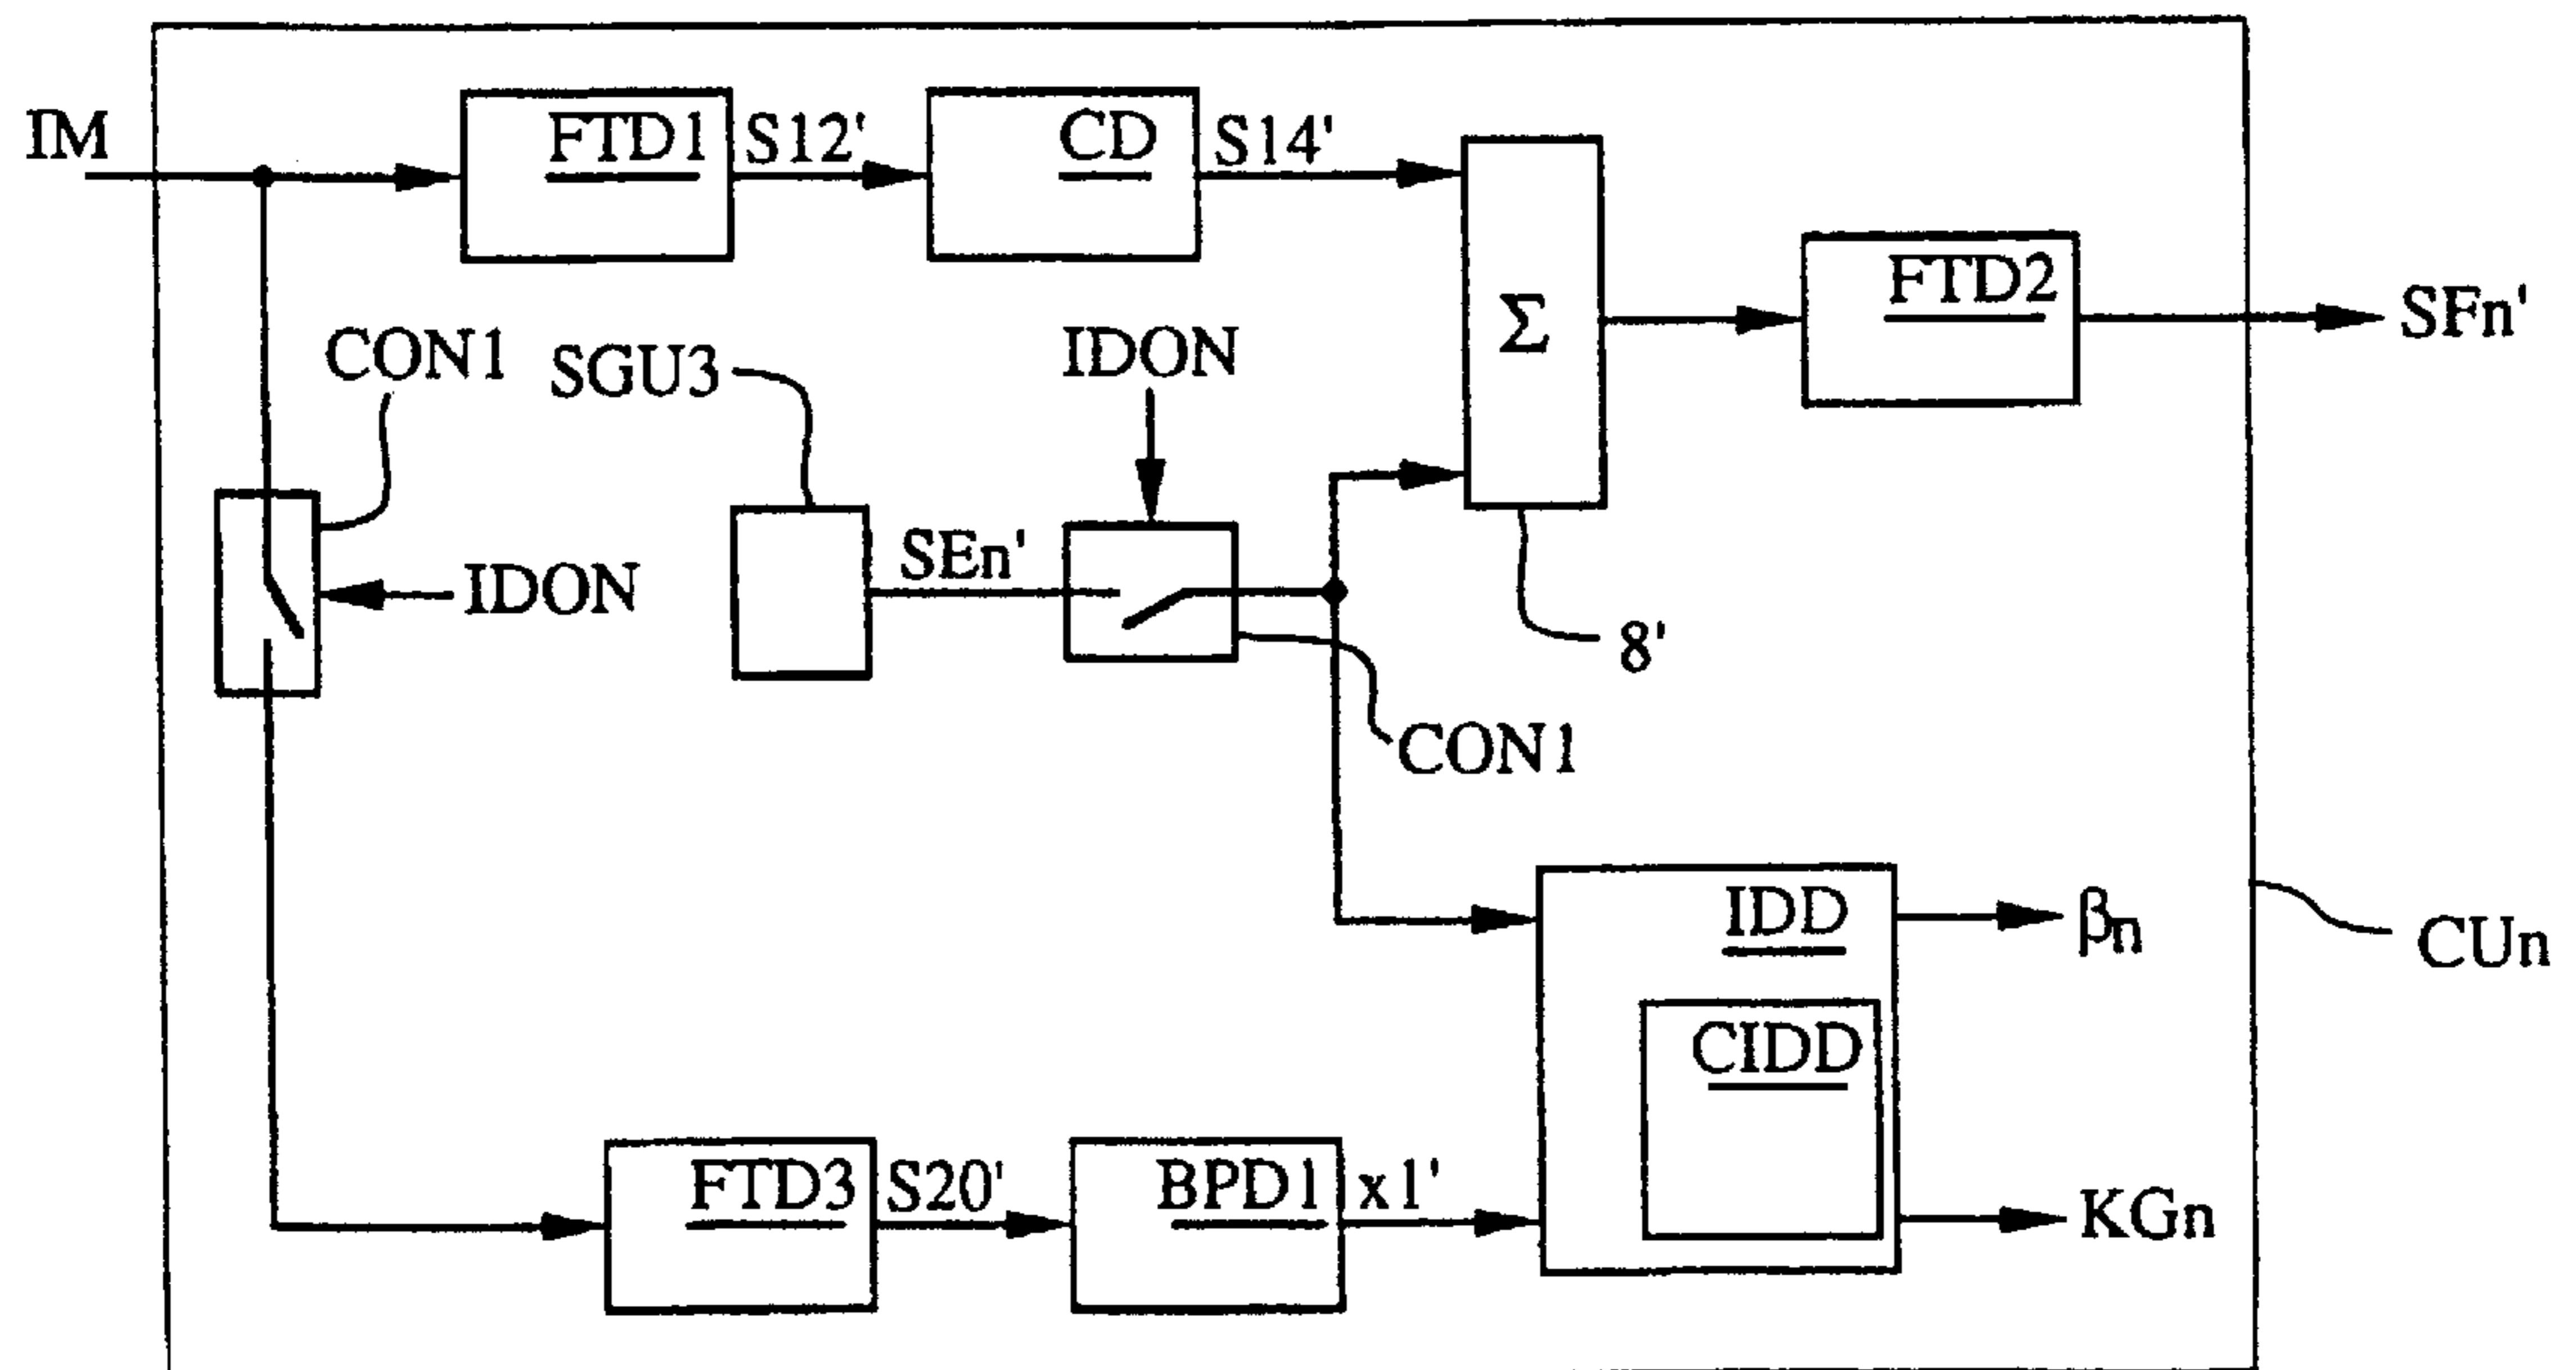 IM
FTD1
S12'
CD
S14'
Σ
FTD2
SFn'
CON1
SGU3
IDON
IDON
SEn'
8'
CON1
IDD
βn
CUn
CIDD
FTD3
S20'
BPD1
x1'
KGn